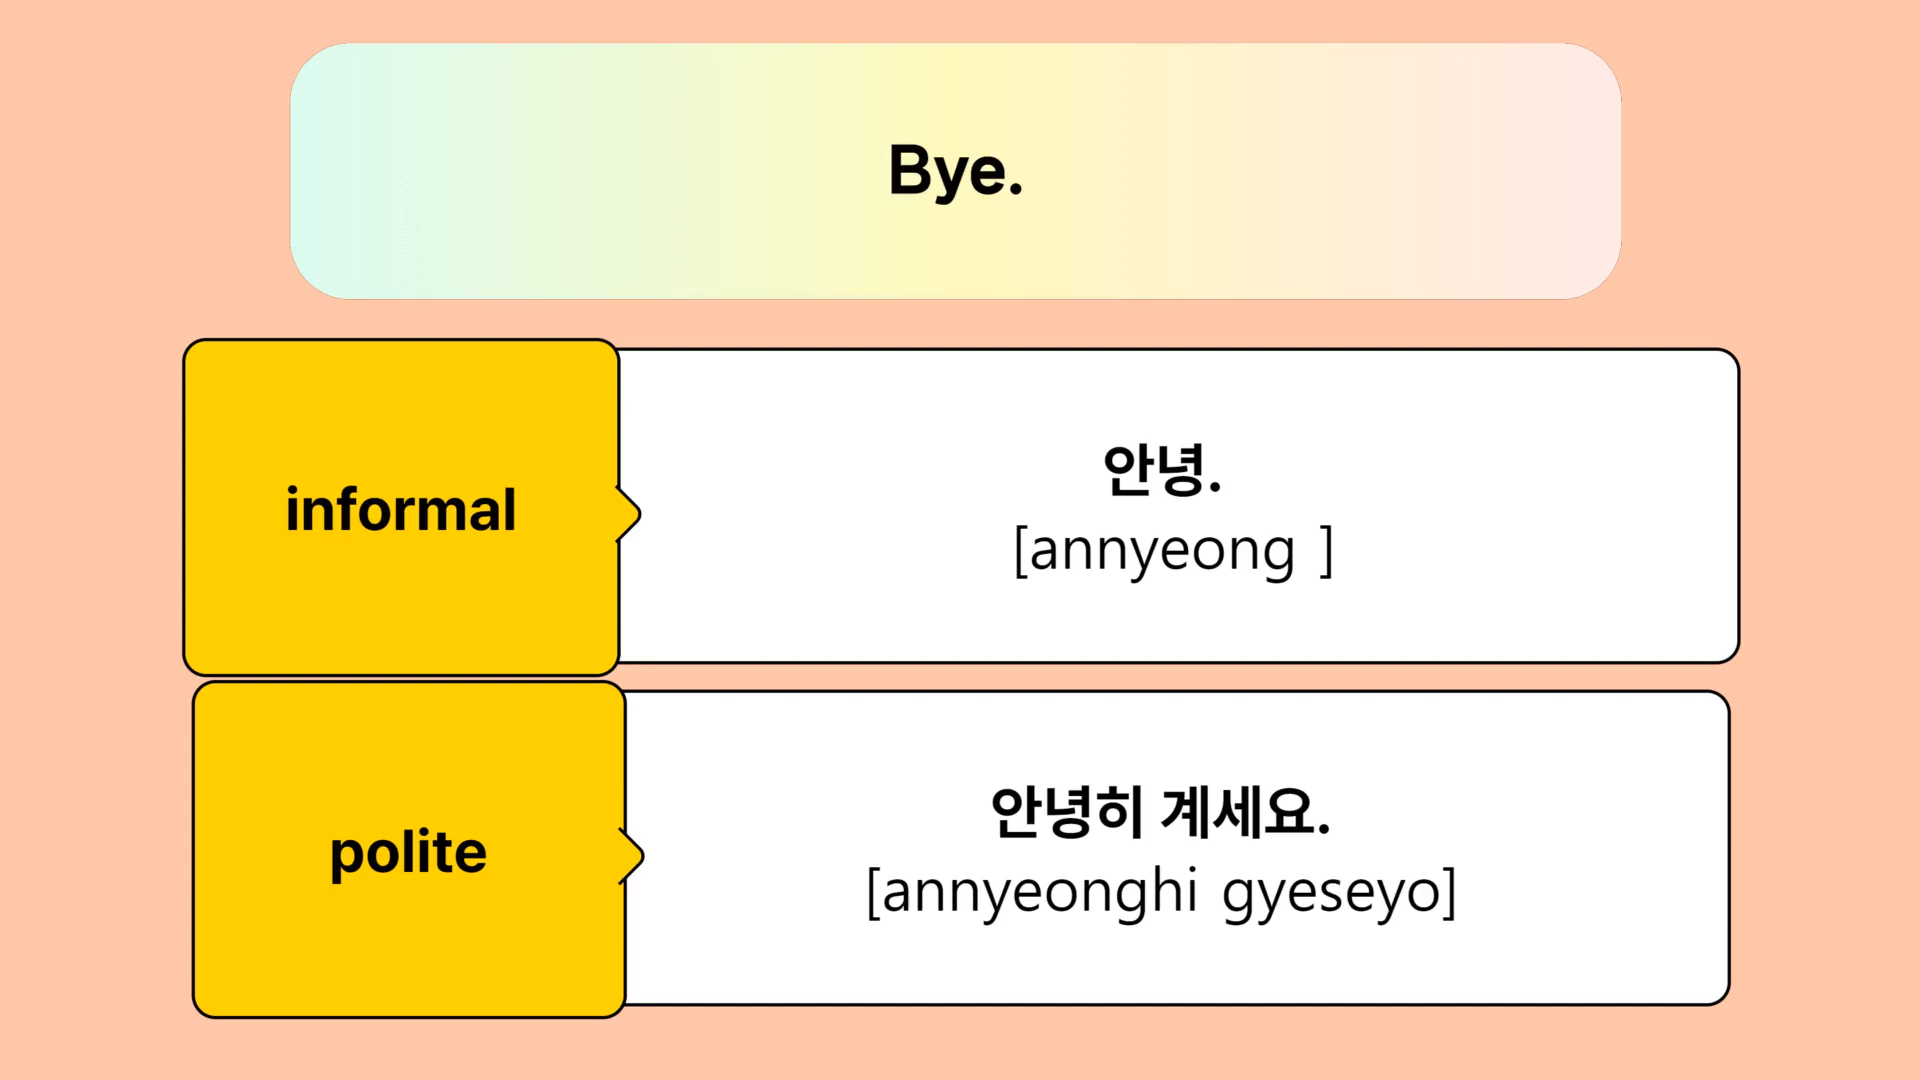 Bye.
informal
안녕.
[annyeong ]
polite
안녕히 계세요.
[annyeonghi gyeseyo]